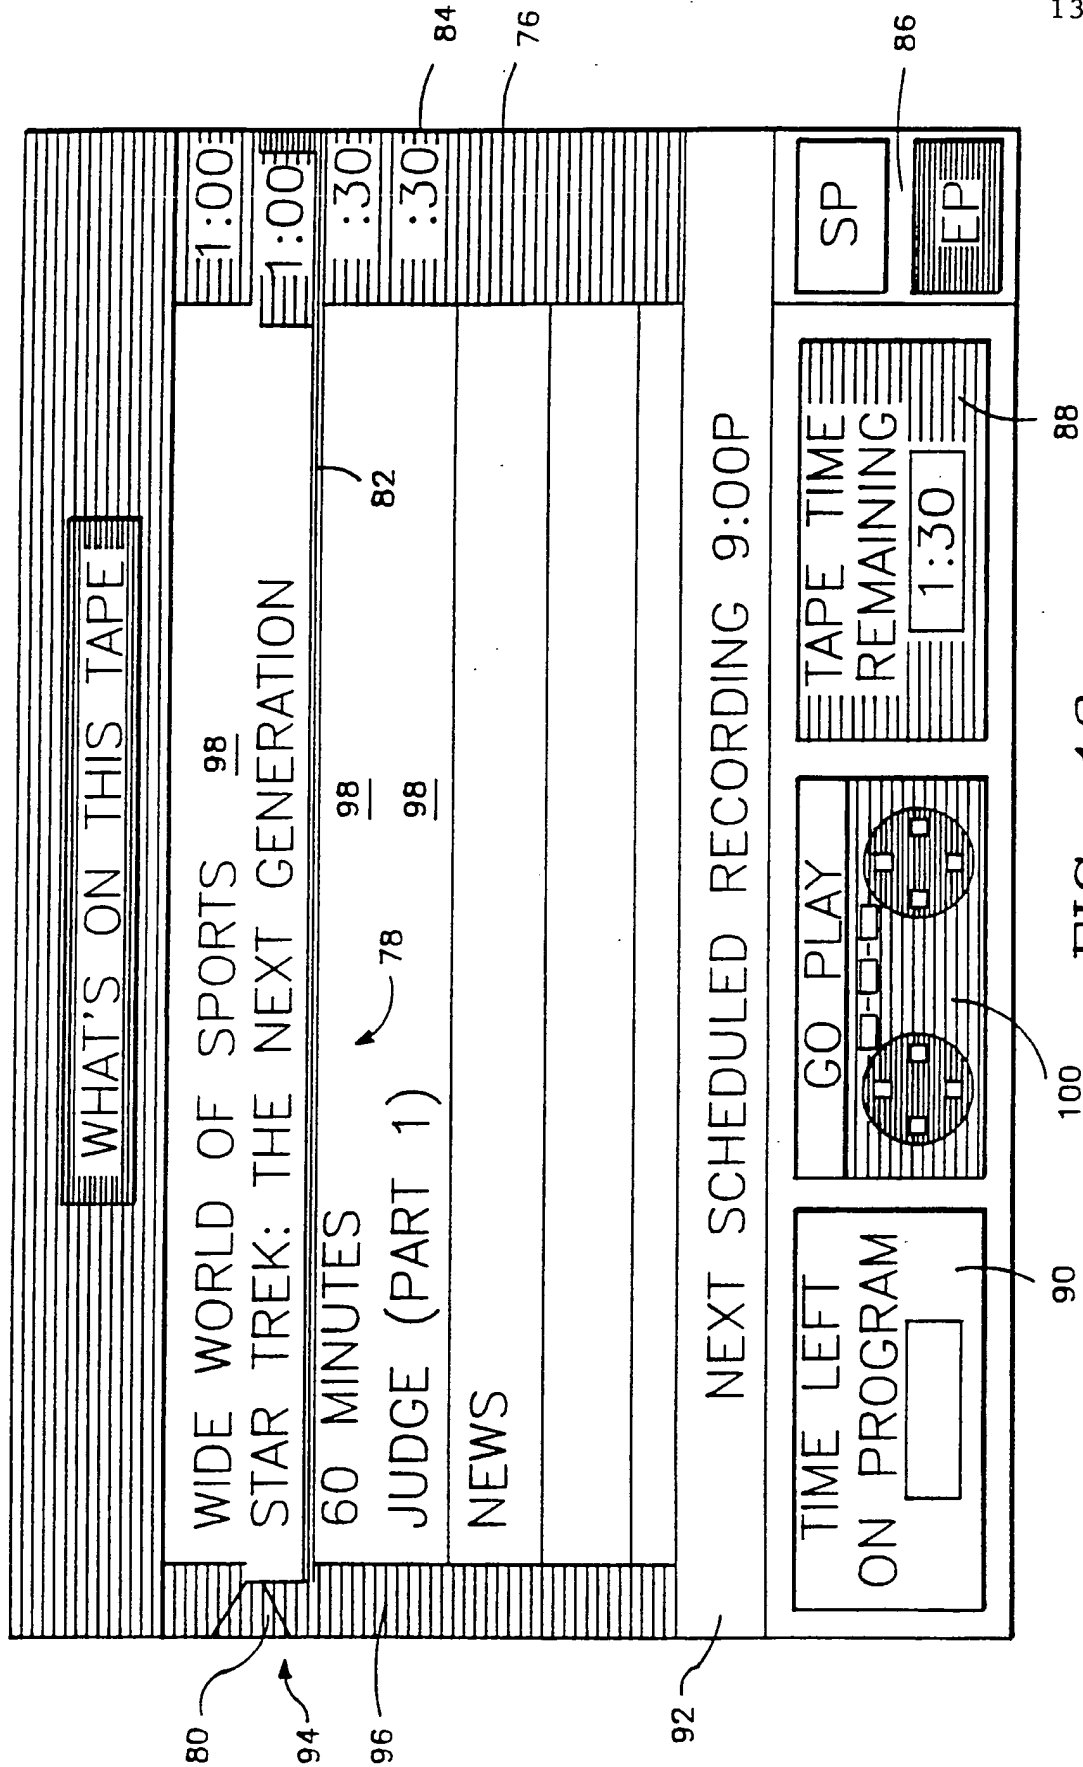 13
WHAT'S ON THIS TAPE
WIDE WORLD OF SPORTS 1:00
98
STAR TREK: THE NEXT GENERATION 1:00
82
60 MINUTES :30
98
78
JUDGE (PART 1) :30
98
84
NEWS
76
80
94
96
92
NEXT SCHEDULED RECORDING 9:00P
TIME LEFT
ON PROGRAM
GO PLAY
TAPE TIME
REMAINING
1:30
SP
EP
86
90
100
88